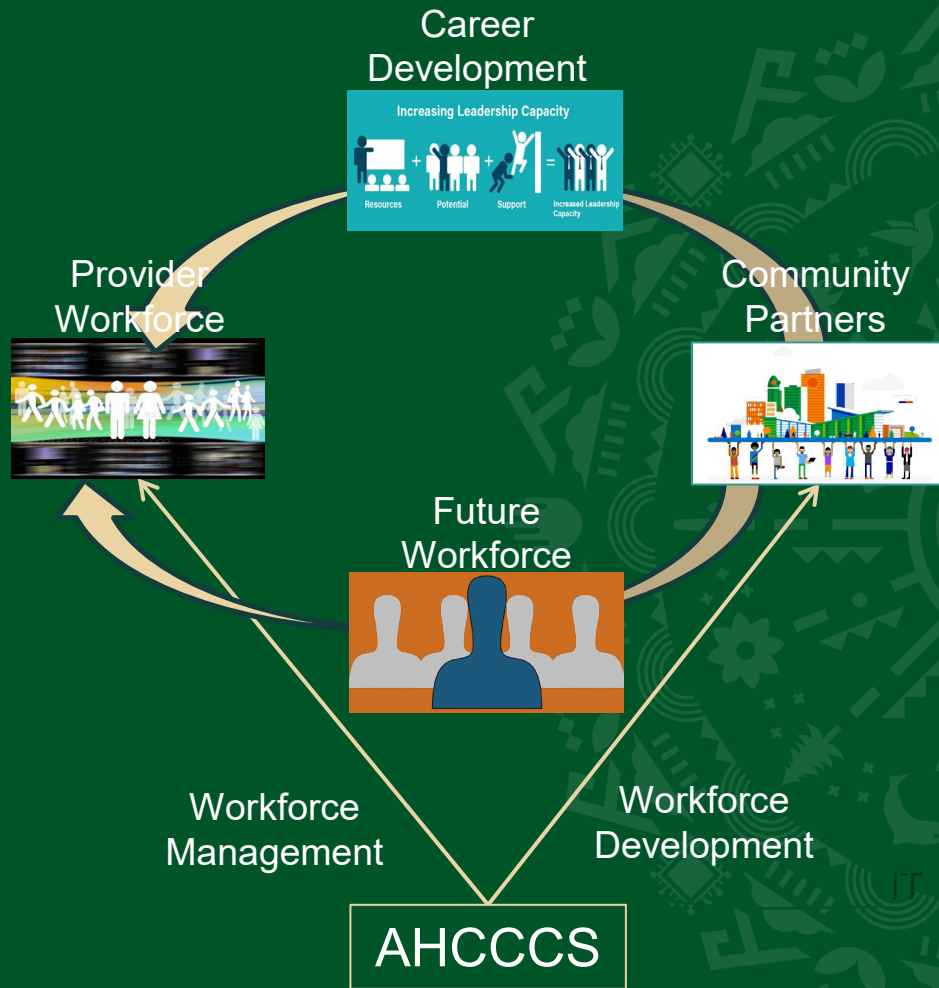 Career
Development
Increasing Leadership Capacity
+ + =
Resources Potential Support Increased Leadership
Capacity
Provider
Workforce
Community
Partners
Future
Workforce
Workforce
Management
Workforce
Development
IT
AHCCCS